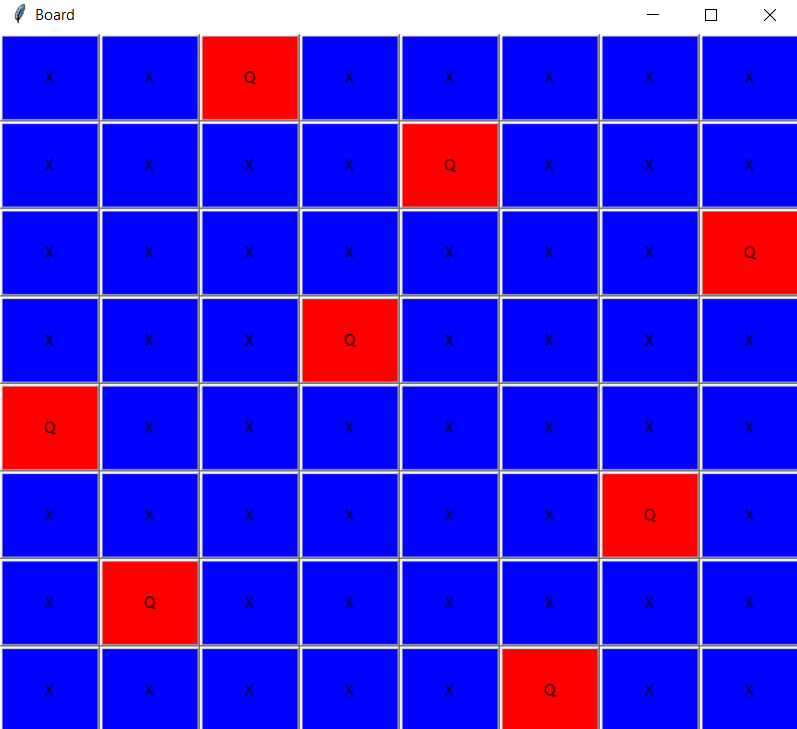 Board
X X Q X X X X X
X X X X Q X X X
X X X X X X X Q
X X X Q X X X X
Q X X X X X X X
X X X X X X Q X
X Q X X X X X X
X X X X X Q X X